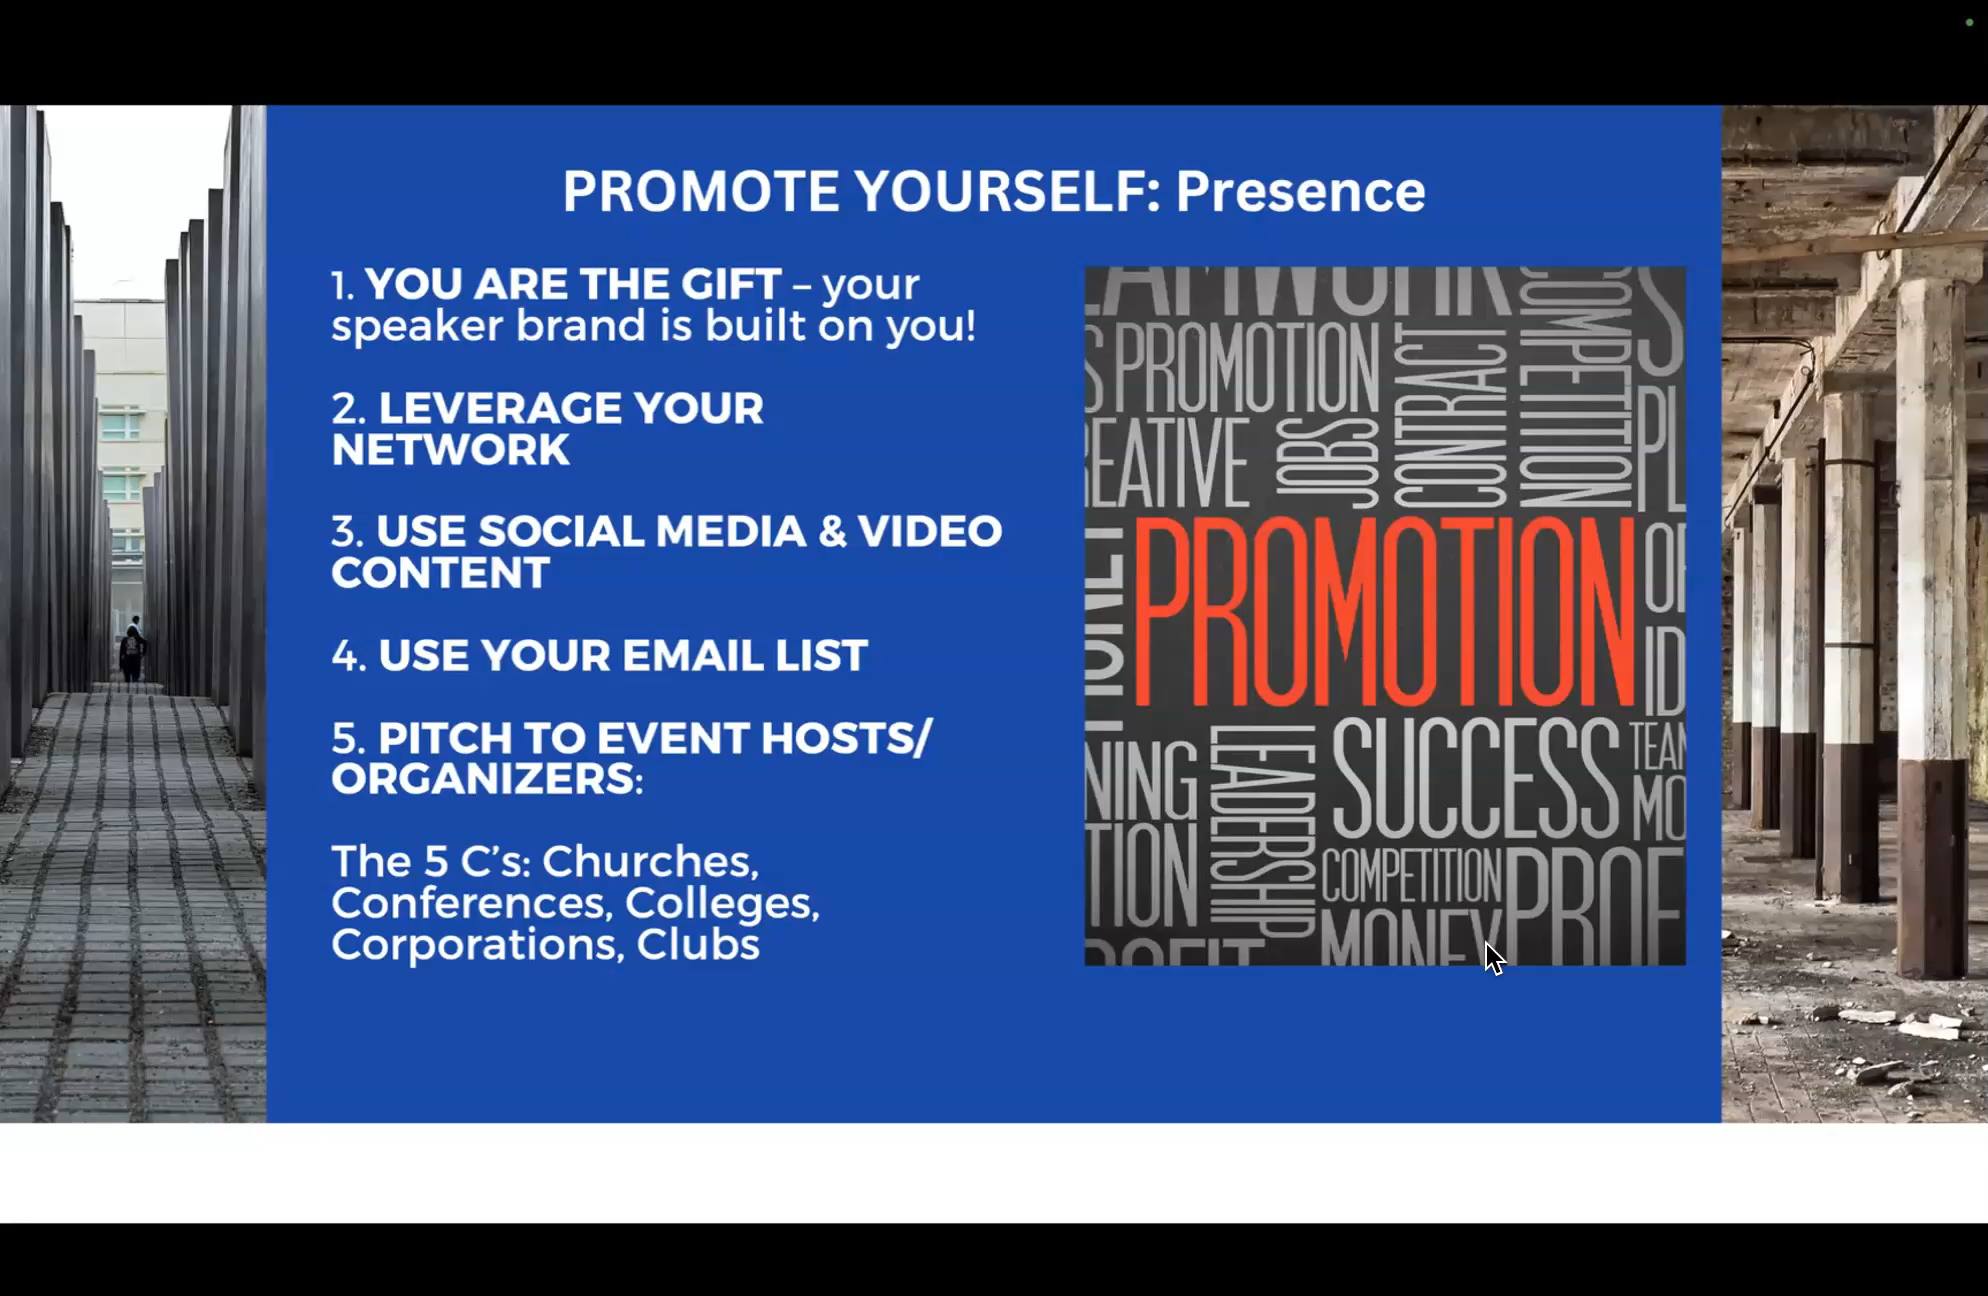 PROMOTE YOURSELF: Presence
1. YOU ARE THE GIFT – your
speaker brand is built on you!
2. LEVERAGE YOUR
NETWORK
3. USE SOCIAL MEDIA & VIDEO
CONTENT
4. USE YOUR EMAIL LIST
5. PITCH TO EVENT HOSTS/
ORGANIZERS:
The 5 C’s: Churches,
Conferences, Colleges,
Corporations, Clubs
PROMOTION
CONTRACT
COMPETITION
JOBS
PROMOTION
LEADERSHIP
SUCCESS
COMPETITION
MONEY